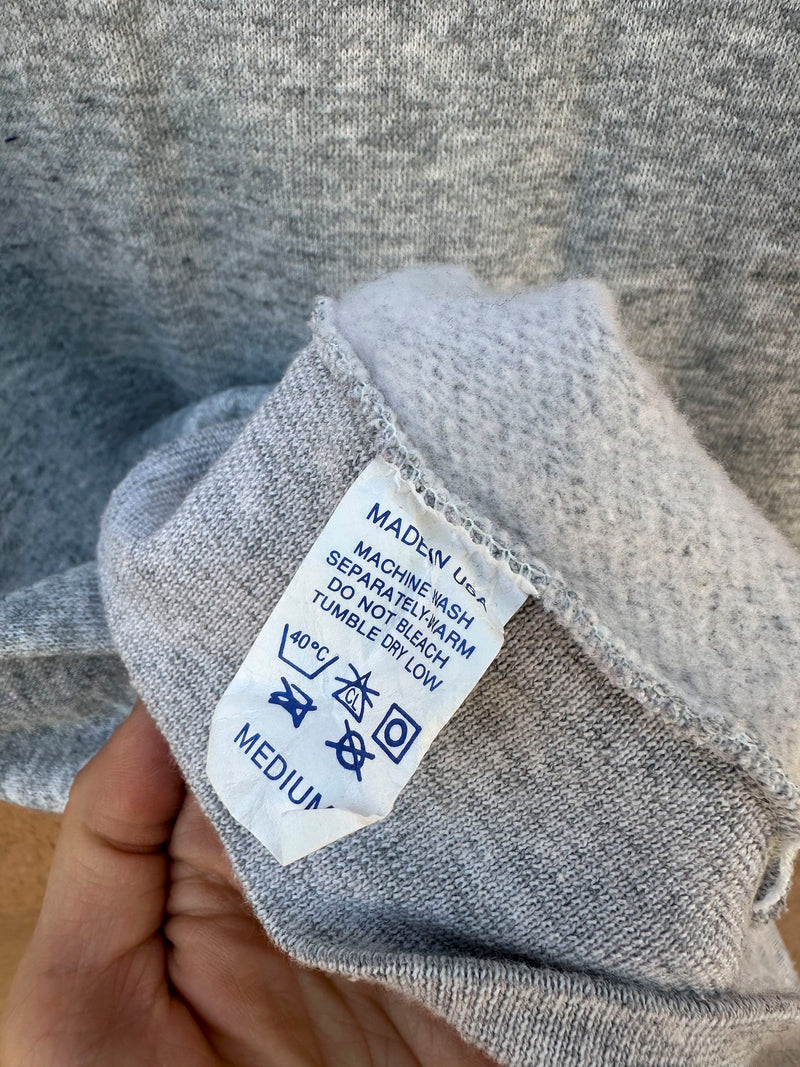 MADE IN USA
MACHINE WASH
SEPARATELY-WARM
DO NOT BLEACH
TUMBLE DRY LOW
40°C
CL
MEDIUM